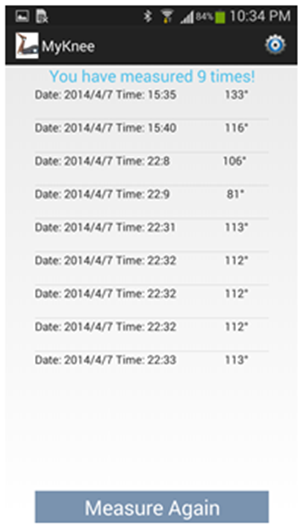 84% 10:34 PM
MyKnee
You have measured 9 times!
Date: 2014/4/7 Time: 15:35 133°
Date: 2014/4/7 Time: 15:40 116°
Date: 2014/4/7 Time: 22:8 106°
Date: 2014/4/7 Time: 22:9 81°
Date: 2014/4/7 Time: 22:31 113°
Date: 2014/4/7 Time: 22:32 112°
Date: 2014/4/7 Time: 22:32 112°
Date: 2014/4/7 Time: 22:32 112°
Date: 2014/4/7 Time: 22:33 113°
Measure Again